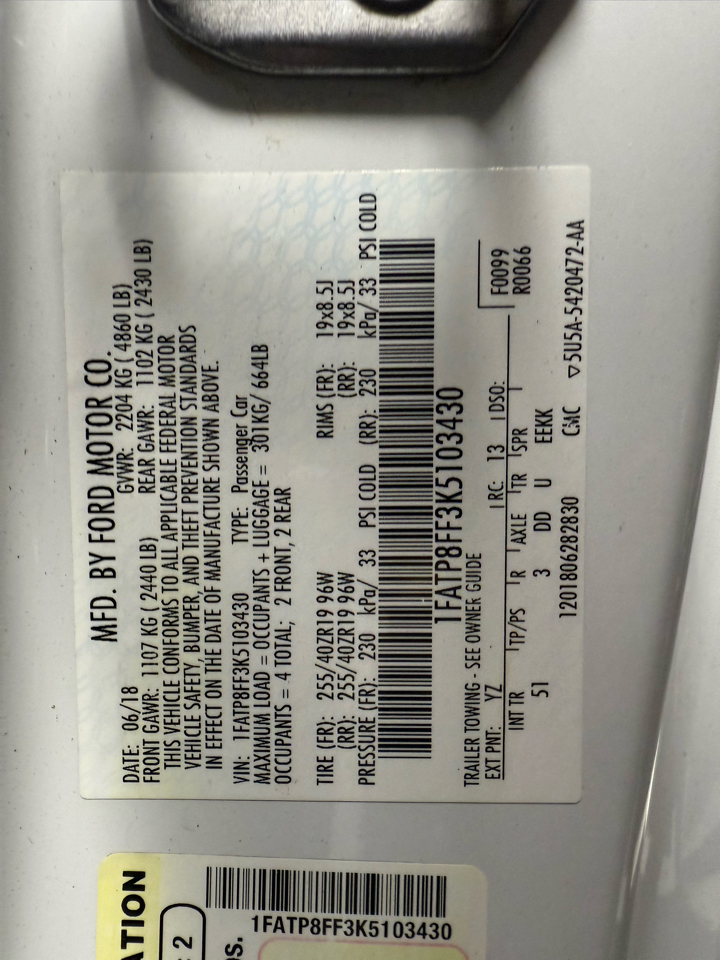 MFD. BY FORD MOTOR CO.
DATE: 06/18 GVWR: 2204 KG ( 4860 LB)
FRONT GAWR: 1107 KG ( 2440 LB) REAR GAWR: 1102 KG ( 2430 LB)
THIS VEHICLE CONFORMS TO ALL APPLICABLE FEDERAL MOTOR
VEHICLE SAFETY, BUMPER, AND THEFT PREVENTION STANDARDS
IN EFFECT ON THE DATE OF MANUFACTURE SHOWN ABOVE.
VIN: 1FATP8FF3K5103430 TYPE: Passenger Car
MAXIMUM LOAD = OCCUPANTS + LUGGAGE = 301KG/ 664LB
OCCUPANTS = 4 TOTAL; 2 FRONT, 2 REAR
TIRE (FR): 255/40ZR19 96W RIMS (FR): 19x8.5J
(RR): 255/40ZR19 96W (RR): 19x8.5J
PRESSURE (FR): 230 kPa/ 33 PSI COLD (RR): 230 kPa/ 33 PSI COLD
1FATP8FF3K5103430
TRAILER TOWING - SEE OWNER GUIDE
EXT PNT: YZ RC: 13 DSO: F0099
R0066
INT TR TP/PS R AXLE TR SPR
51 3 DD U EEKK
1201806282830 CMC ▽5U5A-5420472-AA
ATION
: 2
os.
1FATP8FF3K5103430